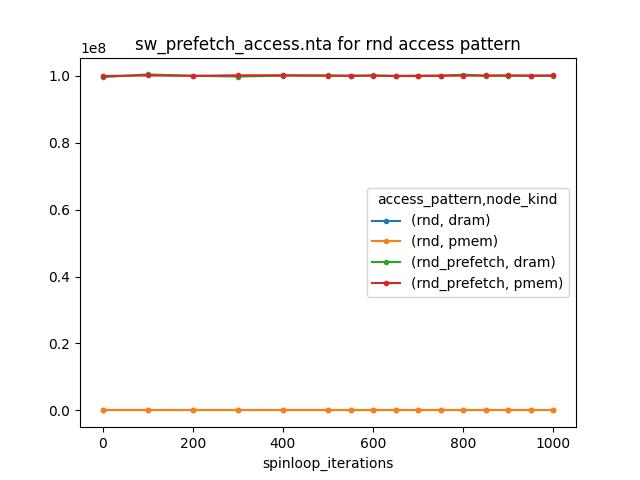 sw_prefetch_access.nta for rnd access pattern
1e8
1.0
0.8
0.6
0.4
0.2
0.0
access_pattern,node_kind
(rnd, dram)
(rnd, pmem)
(rnd_prefetch, dram)
(rnd_prefetch, pmem)
0 200 400 600 800 1000
spinloop_iterations